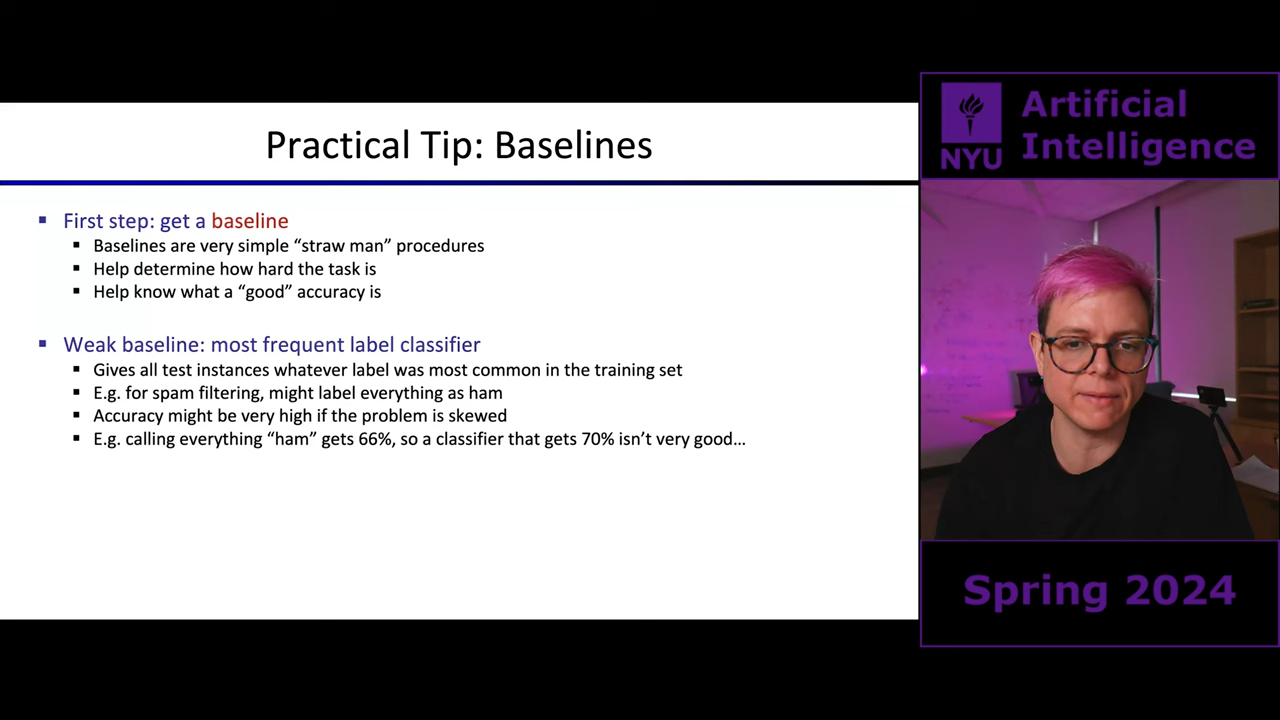 Practical Tip: Baselines
First step: get a baseline
Baselines are very simple “straw man” procedures
Help determine how hard the task is
Help know what a “good” accuracy is
Weak baseline: most frequent label classifier
Gives all test instances whatever label was most common in the training set
E.g. for spam filtering, might label everything as ham
Accuracy might be very high if the problem is skewed
E.g. calling everything “ham” gets 66%, so a classifier that gets 70% isn’t very good…
NYU
Artificial
Intelligence
Spring 2024